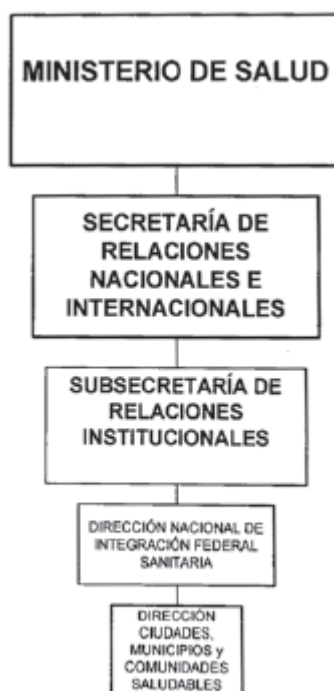 MINISTERIO DE SALUD
SECRETARÍA DE
RELACIONES
NACIONALES E
INTERNACIONALES
SUBSECRETARÍA DE
RELACIONES
INSTITUCIONALES
DIRECCIÓN NACIONAL DE
INTEGRACIÓN FEDERAL
SANITARIA
DIRECCIÓN
CIUDADES,
MUNICIPIOS y
COMUNIDADES
SALUDABLES